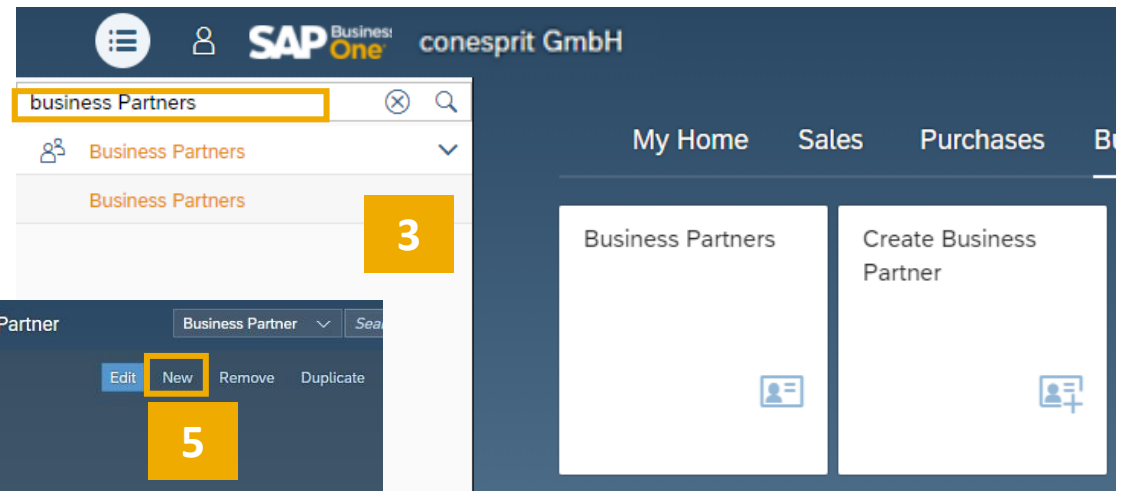 SAP Business One conesprit GmbH
business Partners
Business Partners
Business Partners
3
My Home Sales Purchases
Business Partners
Create Business
Partner
Partner Business Partner
Edit New Remove Duplicate
5